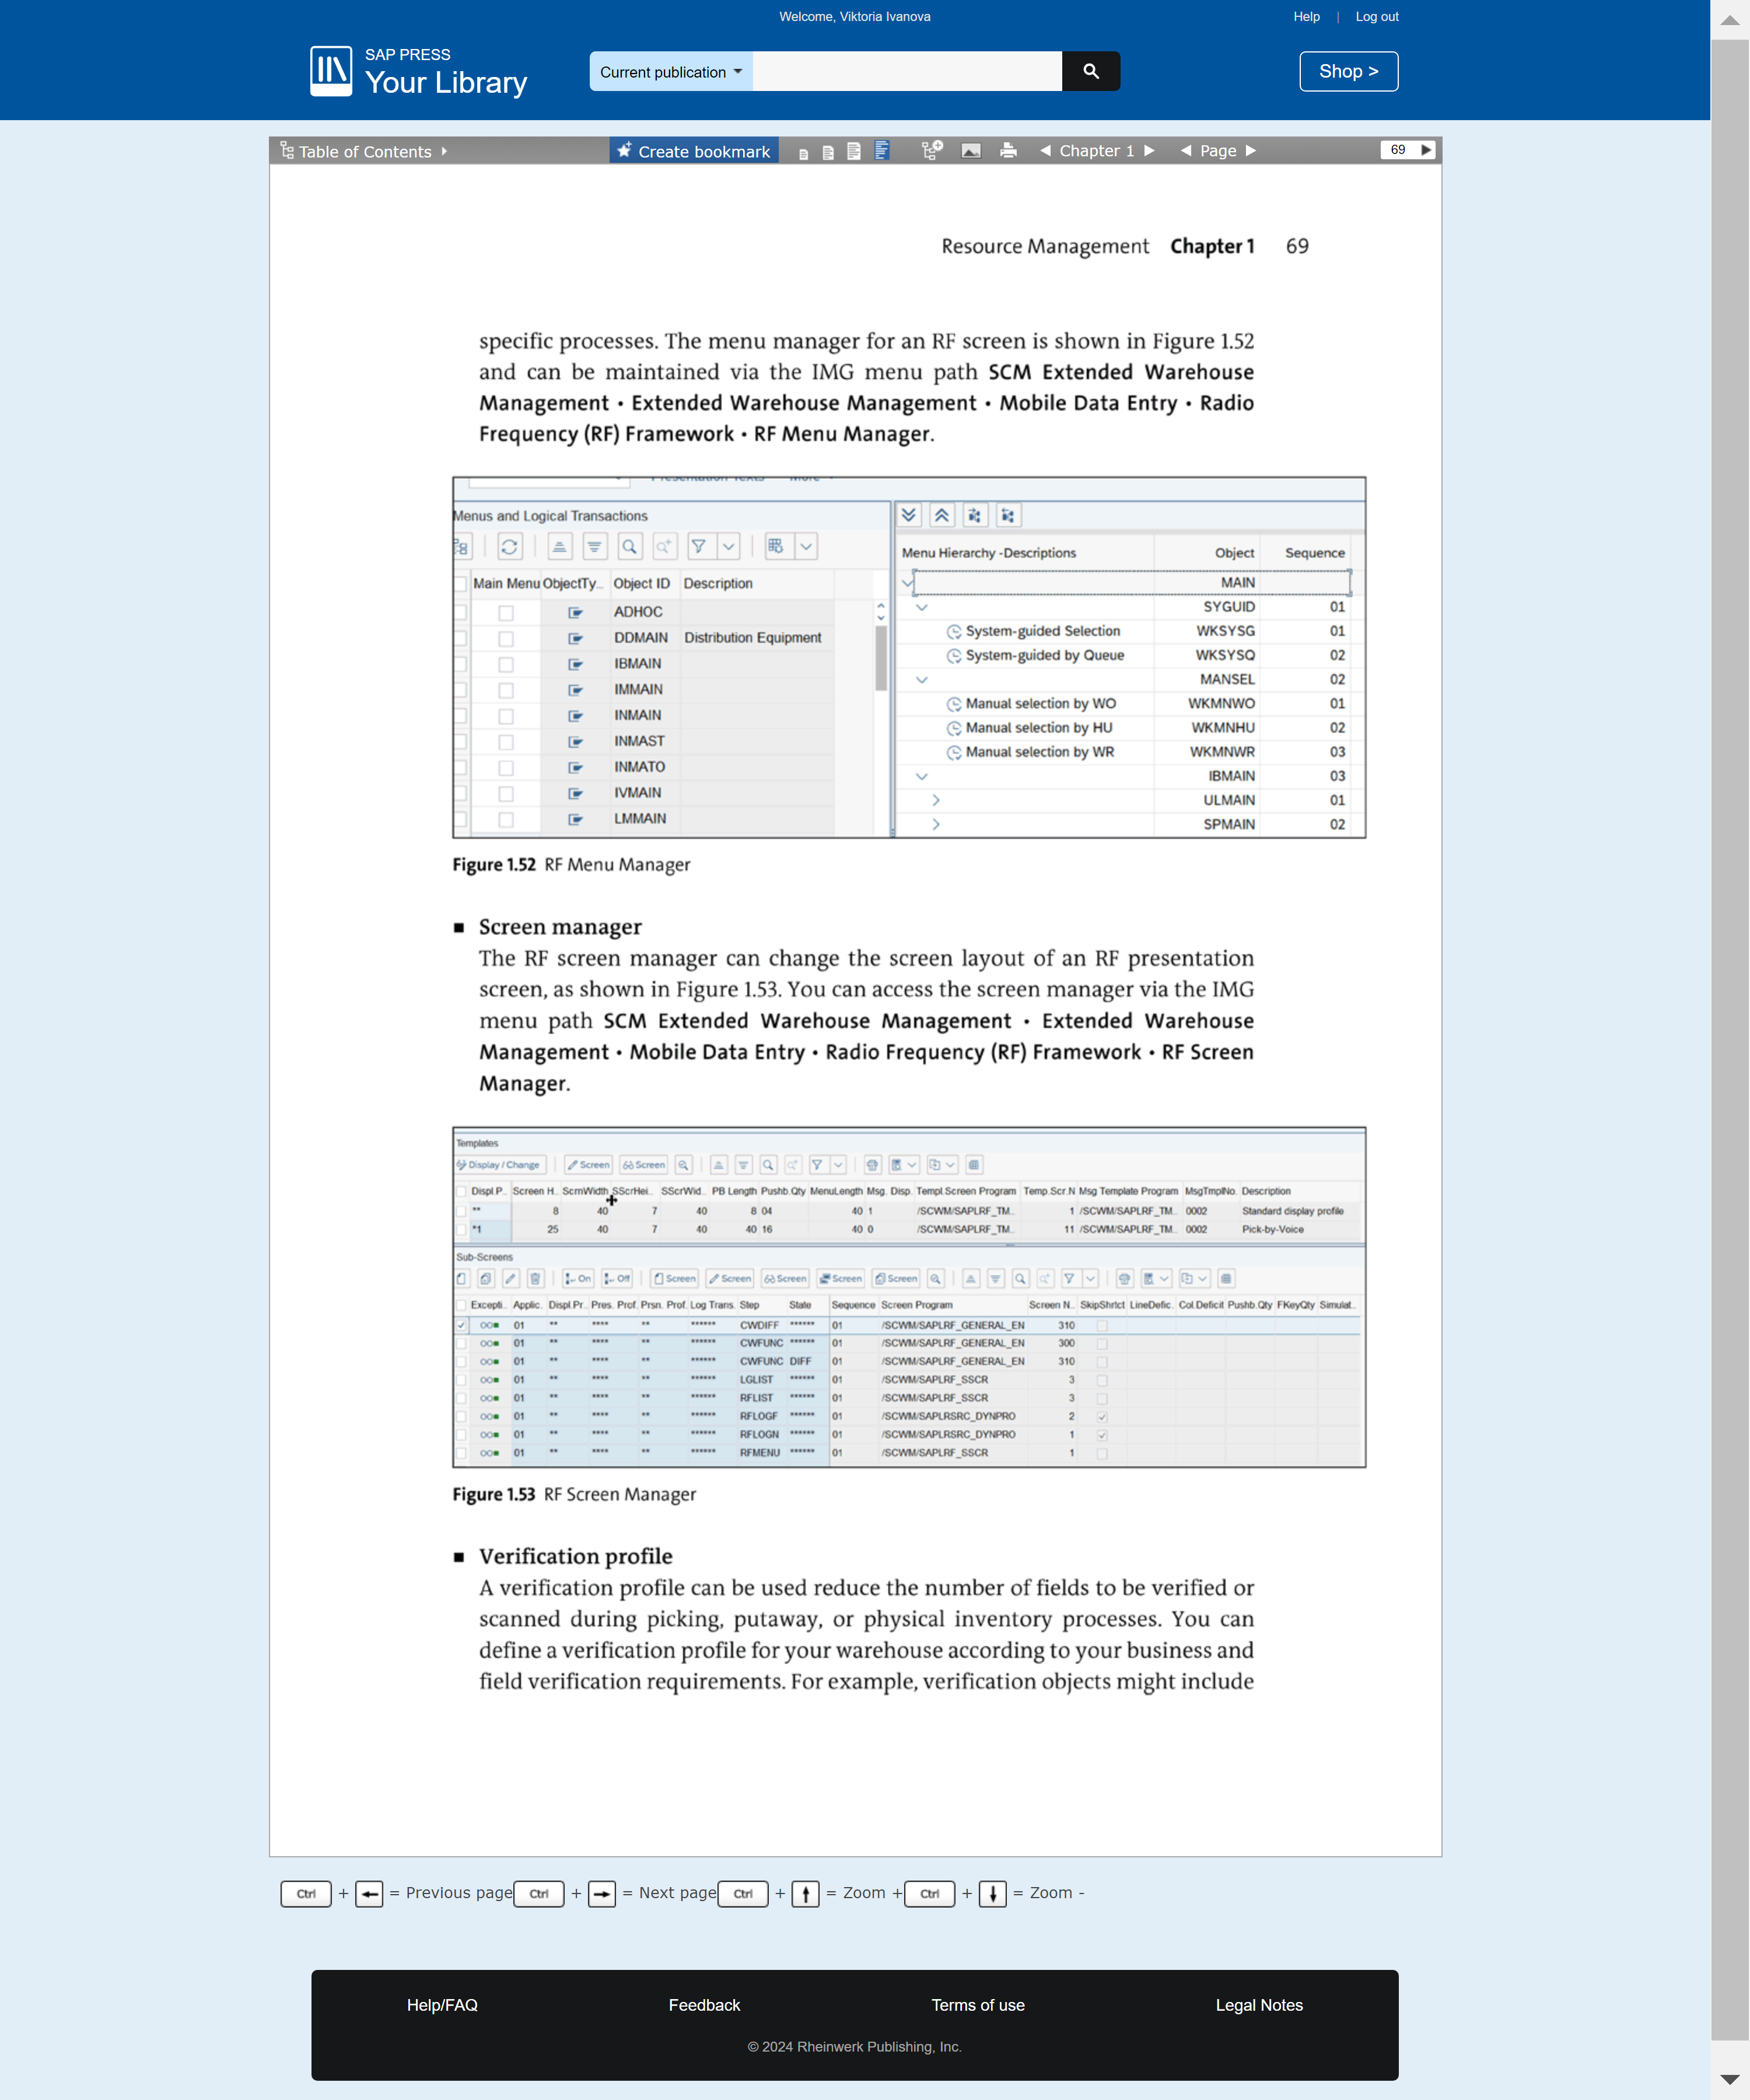 Welcome, Viktoria Ivanova
Help | Log out
SAP PRESS
Your Library
Current publication
Shop >
Table of Contents
Create bookmark
Chapter 1
Page
69
Resource Management Chapter 1 69
specific processes. The menu manager for an RF screen is shown in Figure 1.52
and can be maintained via the IMG menu path SCM Extended Warehouse
Management • Extended Warehouse Management • Mobile Data Entry • Radio
Frequency (RF) Framework • RF Menu Manager.
Menus and Logical Transactions
Main Menu ObjectTy... Object ID Description
ADHOC
DDMAIN Distribution Equipment
IBMAIN
IMMAIN
INMAIN
INMAST
INMATO
IVMAIN
LMMAIN
Menu Hierarchy -Descriptions Object Sequence
MAIN
SYGUID 01
System-guided Selection WKSYSG 01
System-guided by Queue WKSYSQ 02
MANSEL 02
Manual selection by WO WKMNWO 01
Manual selection by HU WKMNHU 02
Manual selection by WR WKMNWR 03
IBMAIN 03
ULMAIN 01
SPMAIN 02
Figure 1.52 RF Menu Manager
■ Screen manager
The RF screen manager can change the screen layout of an RF presentation
screen, as shown in Figure 1.53. You can access the screen manager via the IMG
menu path SCM Extended Warehouse Management • Extended Warehouse
Management • Mobile Data Entry • Radio Frequency (RF) Framework • RF Screen
Manager.
Templates
Display / Change Screen Screen
Displ.P.. Screen H.. ScrnWidth SScrHei.. SScrWid.. PB Length Pushb.Qty MenuLength Msg. Disp. Templ.Screen Program Temp.Scr.N Msg Template Program MsgTmplNo. Description
** 8 40 7 40 8 04 40 1 /SCWM/SAPLRF_TM.. 1 /SCWM/SAPLRF_TM.. 0002 Standard display profile
*1 25 40 7 40 40 16 40 0 /SCWM/SAPLRF_TM.. 11 /SCWM/SAPLRF_TM.. 0002 Pick-by-Voice
Sub-Screens
On Off Screen Screen Screen Screen Screen
Excepti.. Applic. Displ.Pr.. Pres. Prof. Prsn. Prof. Log Trans. Step State Sequence Screen Program Screen N.. SkipShrtct LineDefic. Col.Deficit Pushb.Qty FKeyQty Simulat..
01 ** **** ** ****** CWDIFF ****** 01 /SCWM/SAPLRF_GENERAL_EN 310
01 ** **** ** ****** CWFUNC ****** 01 /SCWM/SAPLRF_GENERAL_EN 300
01 ** **** ** ****** CWFUNC DIFF 01 /SCWM/SAPLRF_GENERAL_EN 310
01 ** **** ** ****** LGLIST ****** 01 /SCWM/SAPLRF_SSCR 3
01 ** **** ** ****** RFLIST ****** 01 /SCWM/SAPLRF_SSCR 3
01 ** **** ** ****** RFLOGF ****** 01 /SCWM/SAPLRSRC_DYNPRO 2
01 ** **** ** ****** RFLOGN ****** 01 /SCWM/SAPLRSRC_DYNPRO 1
01 ** **** ** ****** RFMENU ****** 01 /SCWM/SAPLRF_SSCR 1
Figure 1.53 RF Screen Manager
■ Verification profile
A verification profile can be used reduce the number of fields to be verified or
scanned during picking, putaway, or physical inventory processes. You can
define a verification profile for your warehouse according to your business and
field verification requirements. For example, verification objects might include
Ctrl + ← = Previous page Ctrl + → = Next page Ctrl + ↑ = Zoom + Ctrl + ↓ = Zoom -
Help/FAQ
Feedback
Terms of use
Legal Notes
© 2024 Rheinwerk Publishing, Inc.